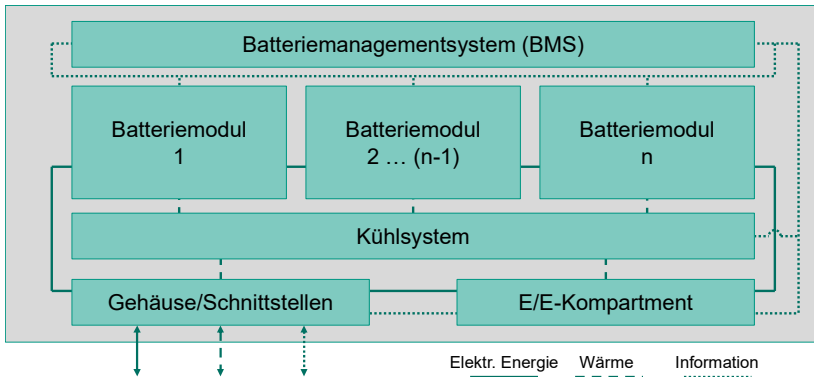 Batteriemanagementsystem (BMS)
Batteriemodul
1
Batteriemodul
2 … (n-1)
Batteriemodul
n
Kühlsystem
Gehäuse/Schnittstellen
E/E-Kompartment
Elektr. Energie
Wärme
Information